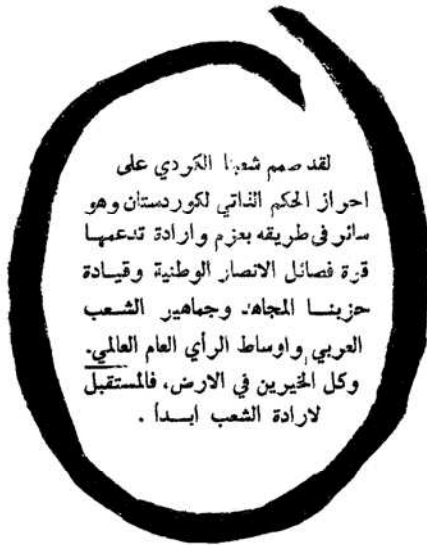 لقد صمم شعبنا الكردي على
احراز الحكم الذاتي لكوردستان وهو
سائر في طريقه بعزم وارادة تدعمها
قوة فصائل الانصار الوطنية وقيادة
حزبنا المجاهد وجماهير الشعب
العربي واوساط الرأي العام العالمي.
وكل الخيرين في الارض، فالمستقبل
لارادة الشعب ابدا .